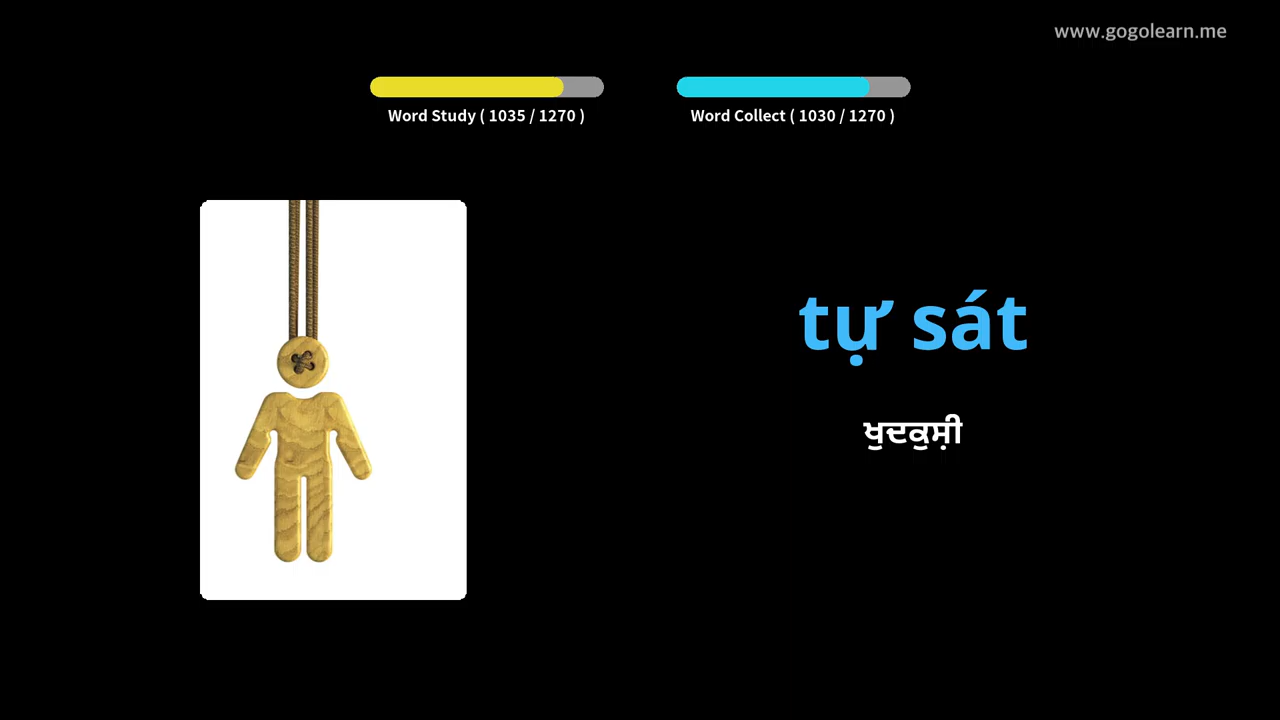 www.gogolearn.me
Word Study ( 1035 / 1270 )
Word Collect ( 1030 / 1270 )
tự sát
ਖੁਦਕੁਸ਼ੀ